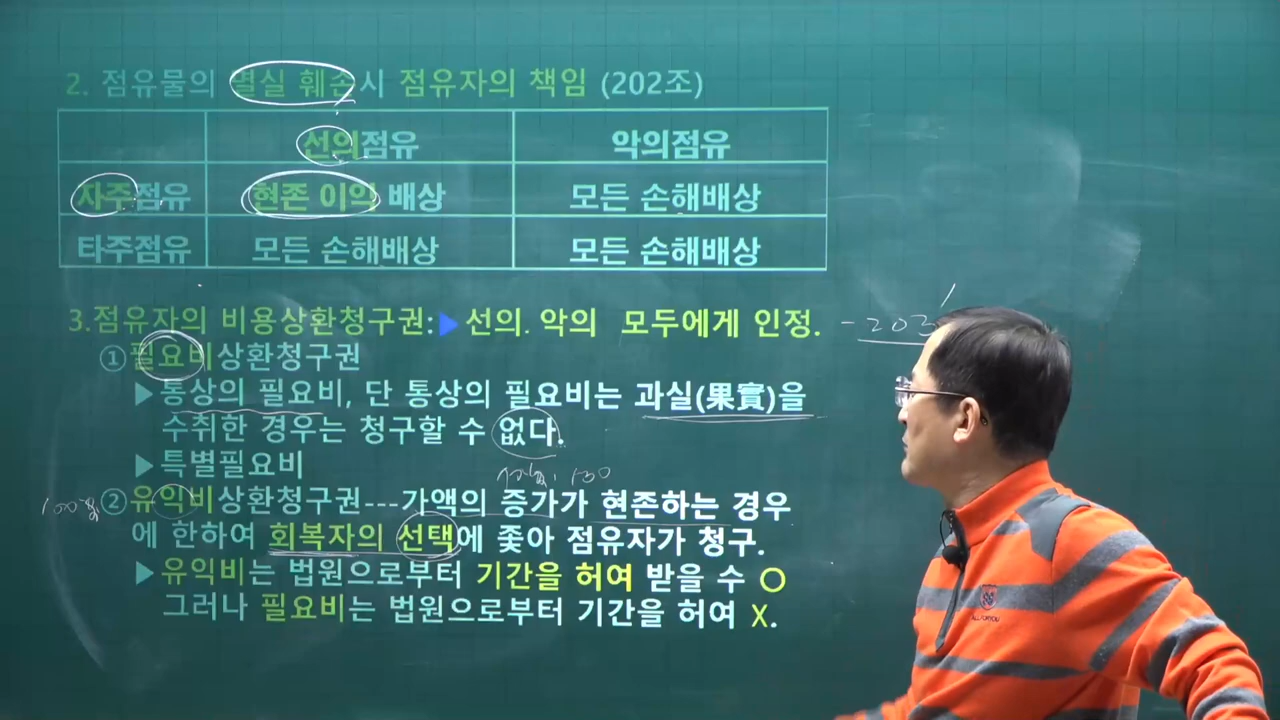 2. 점유물의 멸실 훼손시 점유자의 책임 (202조)
선의점유 악의점유
자주점유 현존 이익 배상 모든 손해배상
타주점유 모든 손해배상 모든 손해배상
3.점유자의 비용상환청구권:▶선의. 악의 모두에게 인정. -202
①필요비상환청구권
▶통상의 필요비, 단 통상의 필요비는 과실(果實)을
수취한 경우는 청구할 수 없다.
▶특별필요비
②유익비상환청구권---가액의 증가가 현존하는 경우
에 한하여 회복자의 선택에 좇아 점유자가 청구.
▶유익비는 법원으로부터 기간을 허여 받을 수 O
그러나 필요비는 법원으로부터 기간을 허여 X.